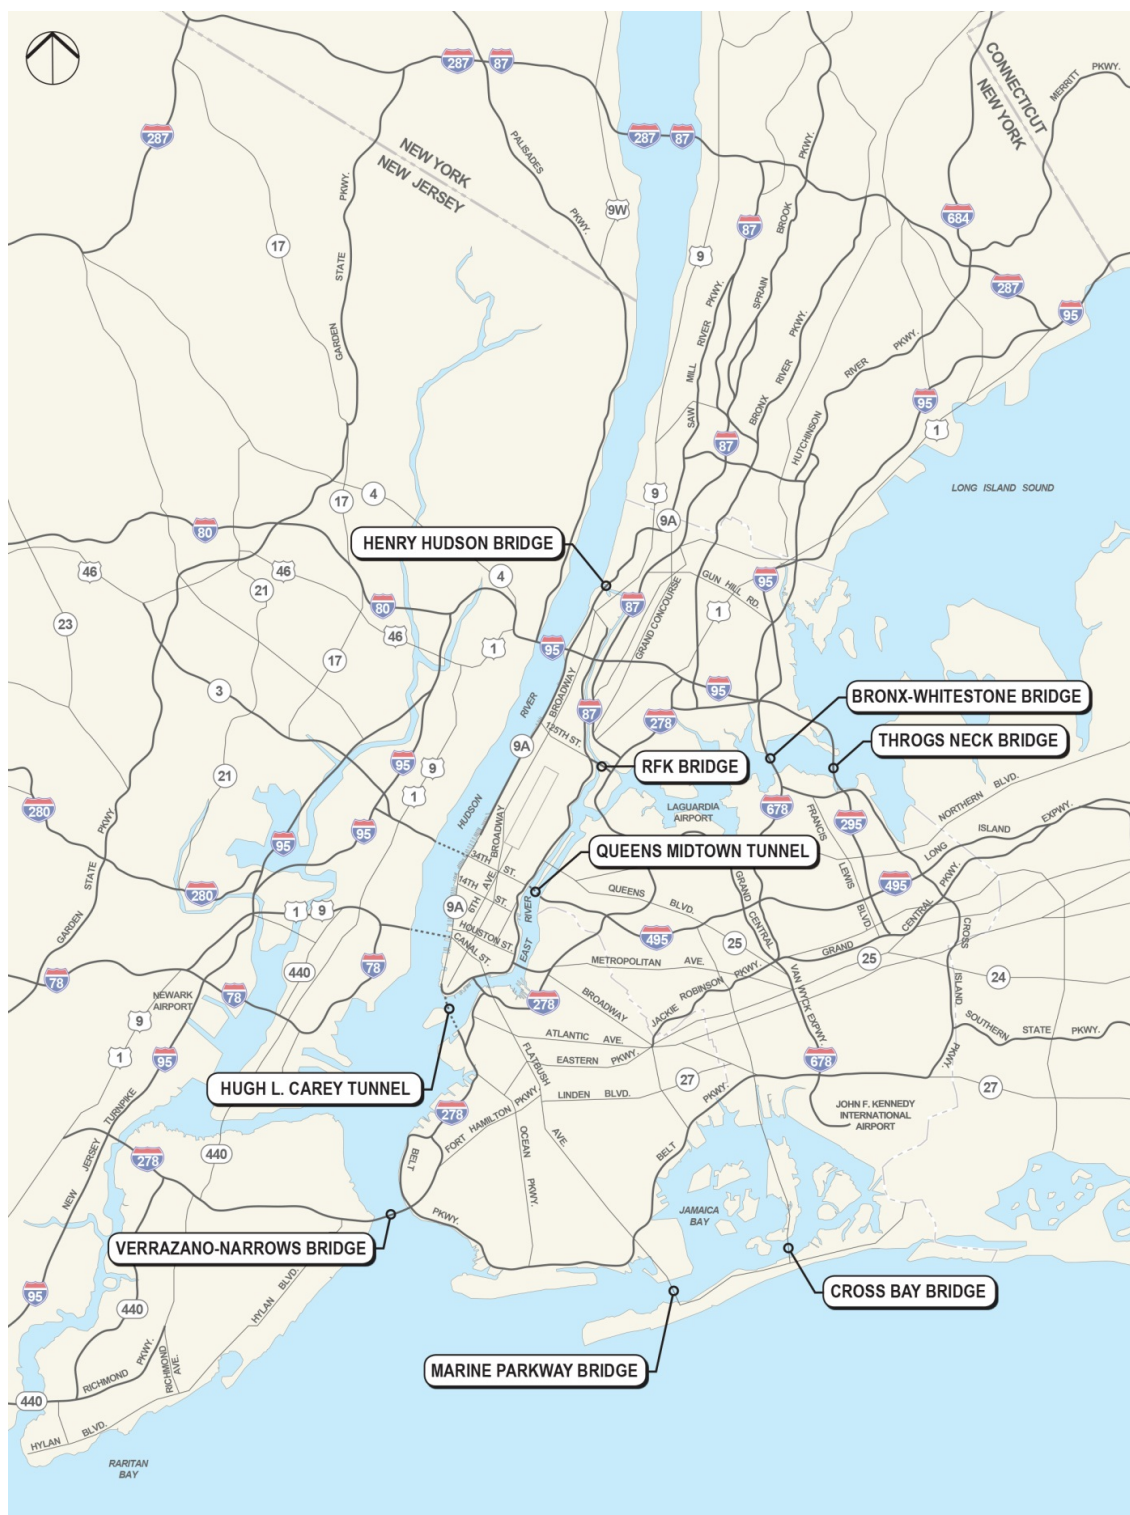 287
87
CONNECTICUT
NEW YORK
MERRITT PKWY.
287
NEW YORK
NEW JERSEY
PALISADES
PKWY.
287
87
PKWY.
9W
684
17
GARDEN STATE PKWY.
87
SPRAIN BROOK
9
287
95
SAW MILL RIVER PKWY.
BRONX RIVER PKWY.
HUTCHINSON RIVER PKWY.
95
1
87
LONG ISLAND SOUND
17
4
9
9A
80
HENRY HUDSON BRIDGE
46
46
21
4
80
87
GRAND CONCOURSE
GUN HILL RD.
95
1
23
46
17
1
95
3
RIVER
BROADWAY
95
BRONX-WHITESTONE BRIDGE
87
278
125TH ST.
9A
THROGS NECK BRIDGE
21
95
9
1
RFK BRIDGE
280
PKWY
95
95
HUDSON
BROADWAY
LAGUARDIA
AIRPORT
678
FRANCIS
LEWIS
BLVD.
295
NORTHERN BLVD.
LONG ISLAND EXPWY.
QUEENS MIDTOWN TUNNEL
34TH ST.
14TH ST.
6TH AVE.
280
GARDEN STATE
1
9
9A
HOUSTON ST.
CANAL ST.
EAST RIVER
QUEENS BLVD.
GRAND CENTRAL
495
CENTRAL PKWY.
GRAND
495
25
25
CROSS
ISLAND
PKWY.
24
440
78
78
78
METROPOLITAN AVE.
JACKIE ROBINSON PKWY.
VAN WYCK EXPWY.
NEWARK
AIRPORT
278
BROADWAY
SOUTHERN STATE PKWY.
9
1
95
ATLANTIC AVE.
EASTERN PKWY.
678
HUGH L. CAREY TUNNEL
FLATBUSH
AVE.
LINDEN BLVD.
27
27
JOHN F. KENNEDY
INTERNATIONAL
AIRPORT
NEW JERSEY TURNPIKE
278
FORT HAMILTON PKWY.
BELT
PKWY.
OCEAN
PKWY.
BELT
PKWY.
278
440
JAMAICA
BAY
VERRAZANO-NARROWS BRIDGE
95
440
HYLAN BLVD.
CROSS BAY BRIDGE
RICHMOND PKWY.
RICHMOND
AVE.
MARINE PARKWAY BRIDGE
440
HYLAN BLVD.
RARITAN
BAY